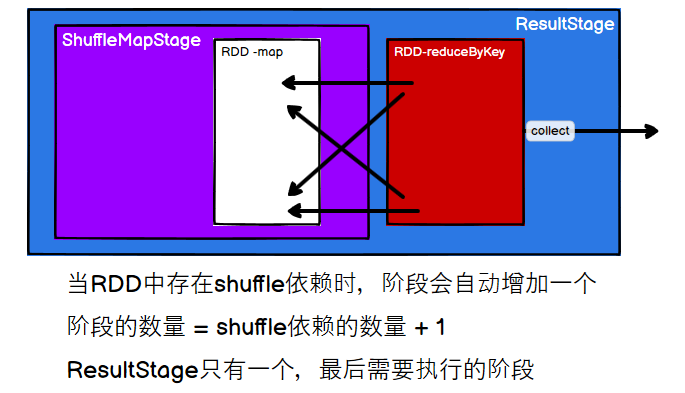 ResultStage
ShuffleMapStage
RDD -map
RDD-reduceByKey
collect
当RDD中存在shuffle依赖时，阶段会自动增加一个
阶段的数量 = shuffle依赖的数量 + 1
ResultStage只有一个，最后需要执行的阶段